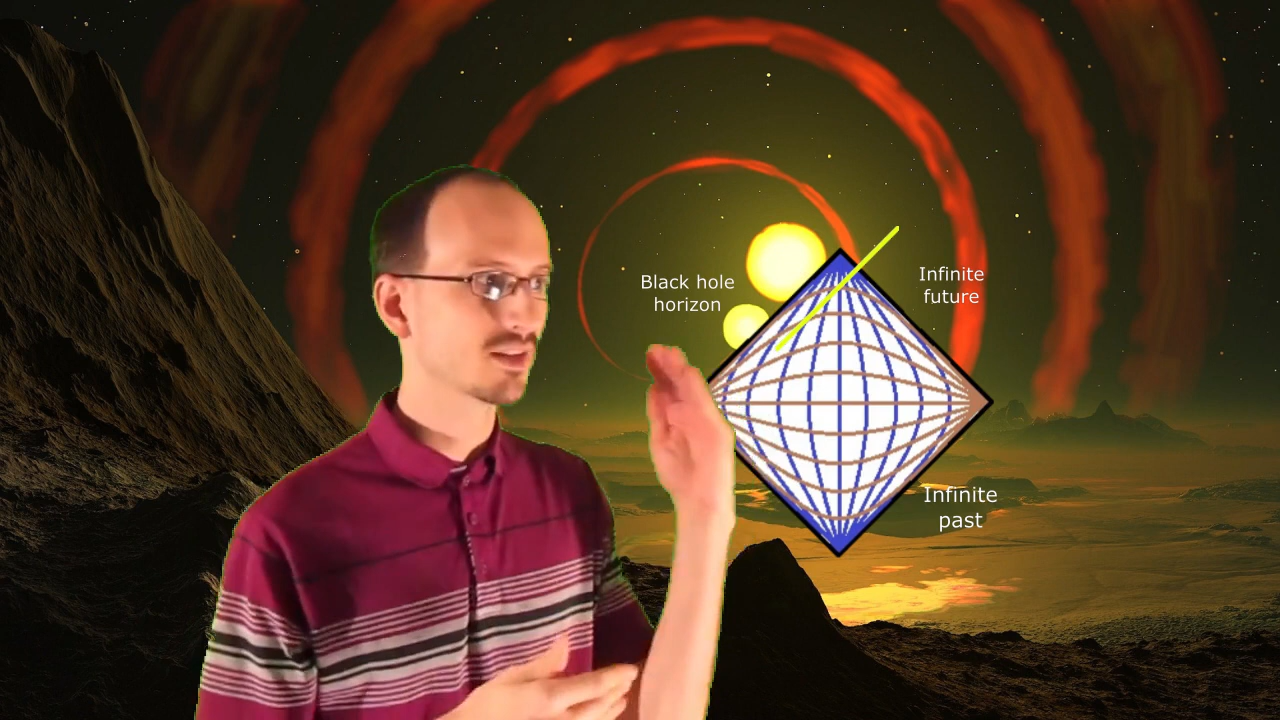 Black hole
horizon
Infinite
future
Infinite
past